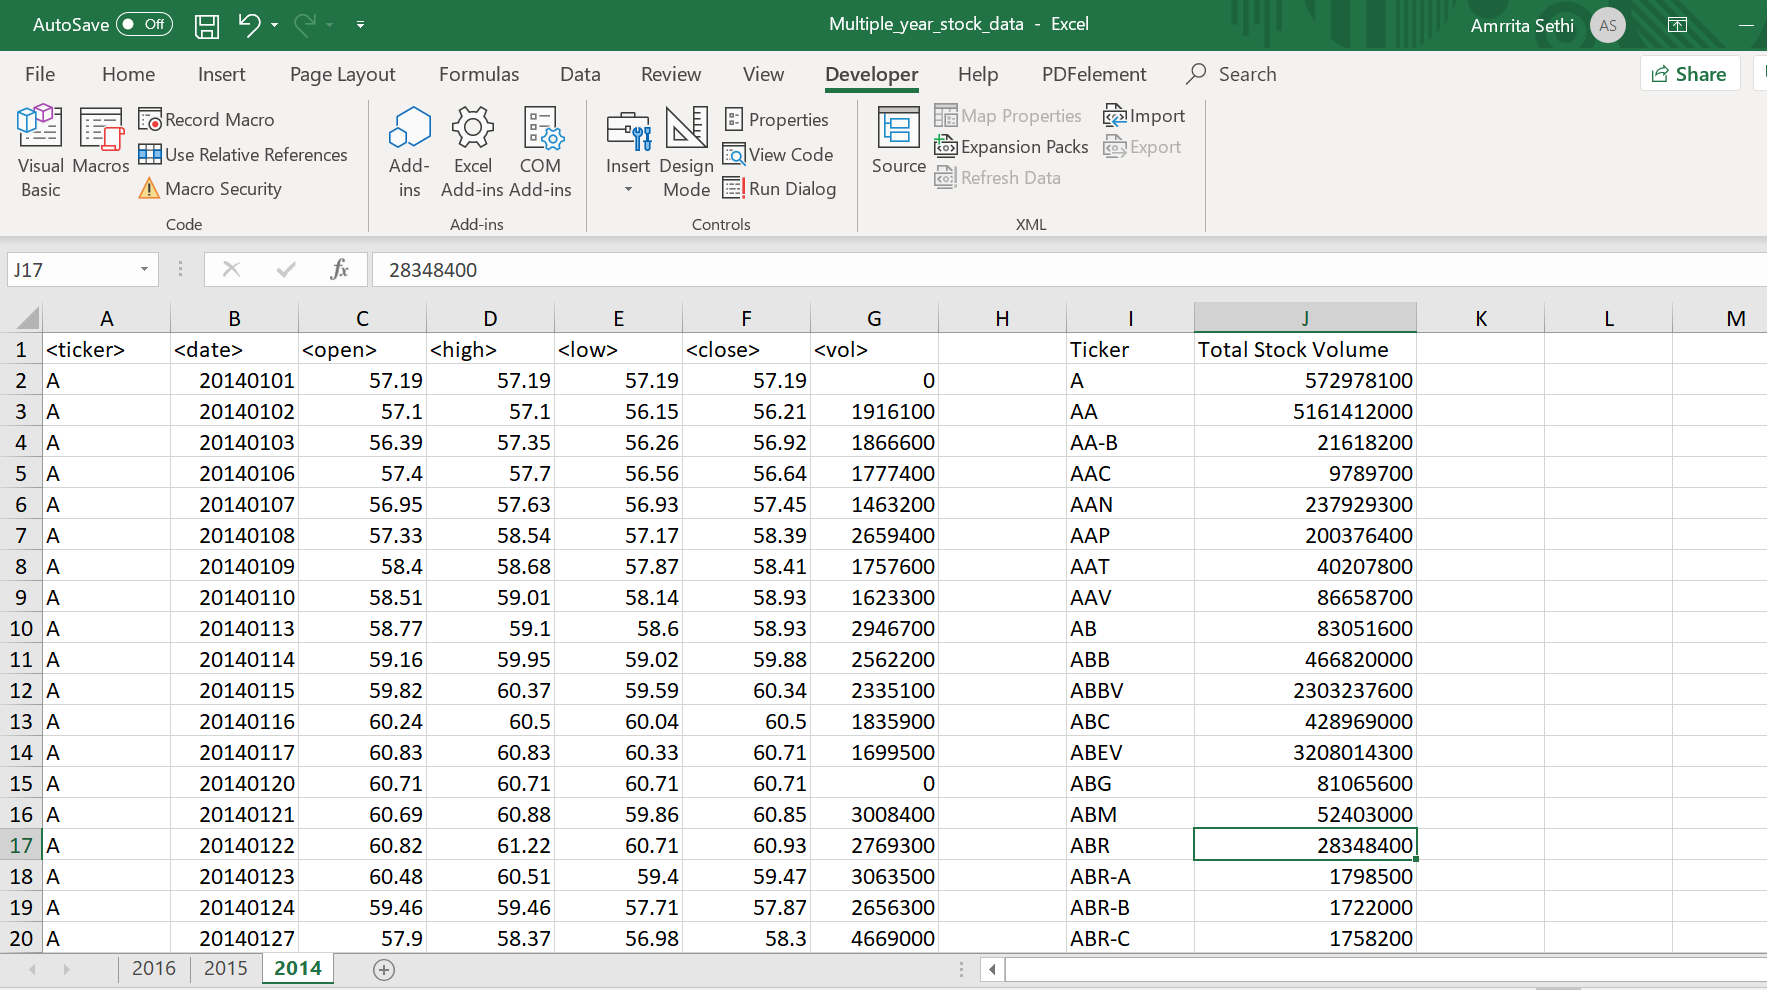 AutoSave Off Multiple_year_stock_data - Excel Amrrita Sethi AS
File Home Insert Page Layout Formulas Data Review View Developer Help PDFelement Search Share
Visual Basic Macros Record Macro Use Relative References Macro Security
Add-ins Excel Add-ins COM Add-ins
Insert Design Mode Properties View Code Run Dialog
Source Map Properties Expansion Packs Refresh Data Import Export
Code Add-ins Controls XML
J17 fx 28348400
A B C D E F G H I J K L M
1 <ticker> <date> <open> <high> <low> <close> <vol> Ticker Total Stock Volume
2 A 20140101 57.19 57.19 57.19 57.19 0 A 572978100
3 A 20140102 57.1 57.1 56.15 56.21 1916100 AA 5161412000
4 A 20140103 56.39 57.35 56.26 56.92 1866600 AA-B 21618200
5 A 20140106 57.4 57.7 56.56 56.64 1777400 AAC 9789700
6 A 20140107 56.95 57.63 56.93 57.45 1463200 AAN 237929300
7 A 20140108 57.33 58.54 57.17 58.39 2659400 AAP 200376400
8 A 20140109 58.4 58.68 57.87 58.41 1757600 AAT 40207800
9 A 20140110 58.51 59.01 58.14 58.93 1623300 AAV 86658700
10 A 20140113 58.77 59.1 58.6 58.93 2946700 AB 83051600
11 A 20140114 59.16 59.95 59.02 59.88 2562200 ABB 466820000
12 A 20140115 59.82 60.37 59.59 60.34 2335100 ABBV 2303237600
13 A 20140116 60.24 60.5 60.04 60.5 1835900 ABC 428969000
14 A 20140117 60.83 60.83 60.33 60.71 1699500 ABEV 3208014300
15 A 20140120 60.71 60.71 60.71 60.71 0 ABG 81065600
16 A 20140121 60.69 60.88 59.86 60.85 3008400 ABM 52403000
17 A 20140122 60.82 61.22 60.71 60.93 2769300 ABR 28348400
18 A 20140123 60.48 60.51 59.4 59.47 3063500 ABR-A 1798500
19 A 20140124 59.46 59.46 57.71 57.87 2656300 ABR-B 1722000
20 A 20140127 57.9 58.37 56.98 58.3 4669000 ABR-C 1758200
2016 2015 2014